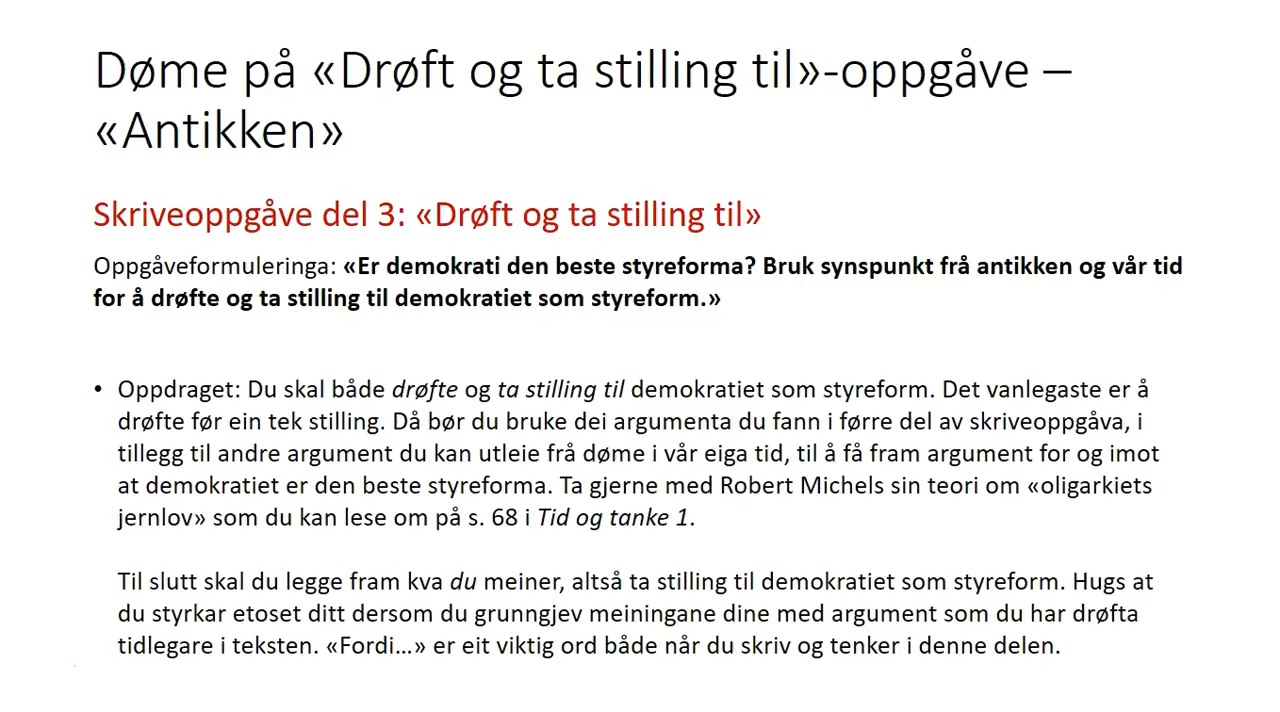 Døme på «Drøft og ta stilling til»-oppgåve –
«Antikken»
Skriveoppgåve del 3: «Drøft og ta stilling til»
Oppgåveformuleringa: «Er demokrati den beste styreforma? Bruk synspunkt frå antikken og vår tid
for å drøfte og ta stilling til demokratiet som styreform.»
• Oppdraget: Du skal både drøfte og ta stilling til demokratiet som styreform. Det vanlegaste er å
drøfte før ein tek stilling. Då bør du bruke dei argumenta du fann i førre del av skriveoppgåva, i
tillegg til andre argument du kan utleie frå døme i vår eiga tid, til å få fram argument for og imot
at demokratiet er den beste styreforma. Ta gjerne med Robert Michels sin teori om «oligarkiets
jernlov» som du kan lese om på s. 68 i Tid og tanke 1.
Til slutt skal du legge fram kva du meiner, altså ta stilling til demokratiet som styreform. Hugs at
du styrkar etoset ditt dersom du grunngjev meiningane dine med argument som du har drøfta
tidlegare i teksten. «Fordi…» er eit viktig ord både når du skriv og tenker i denne delen.